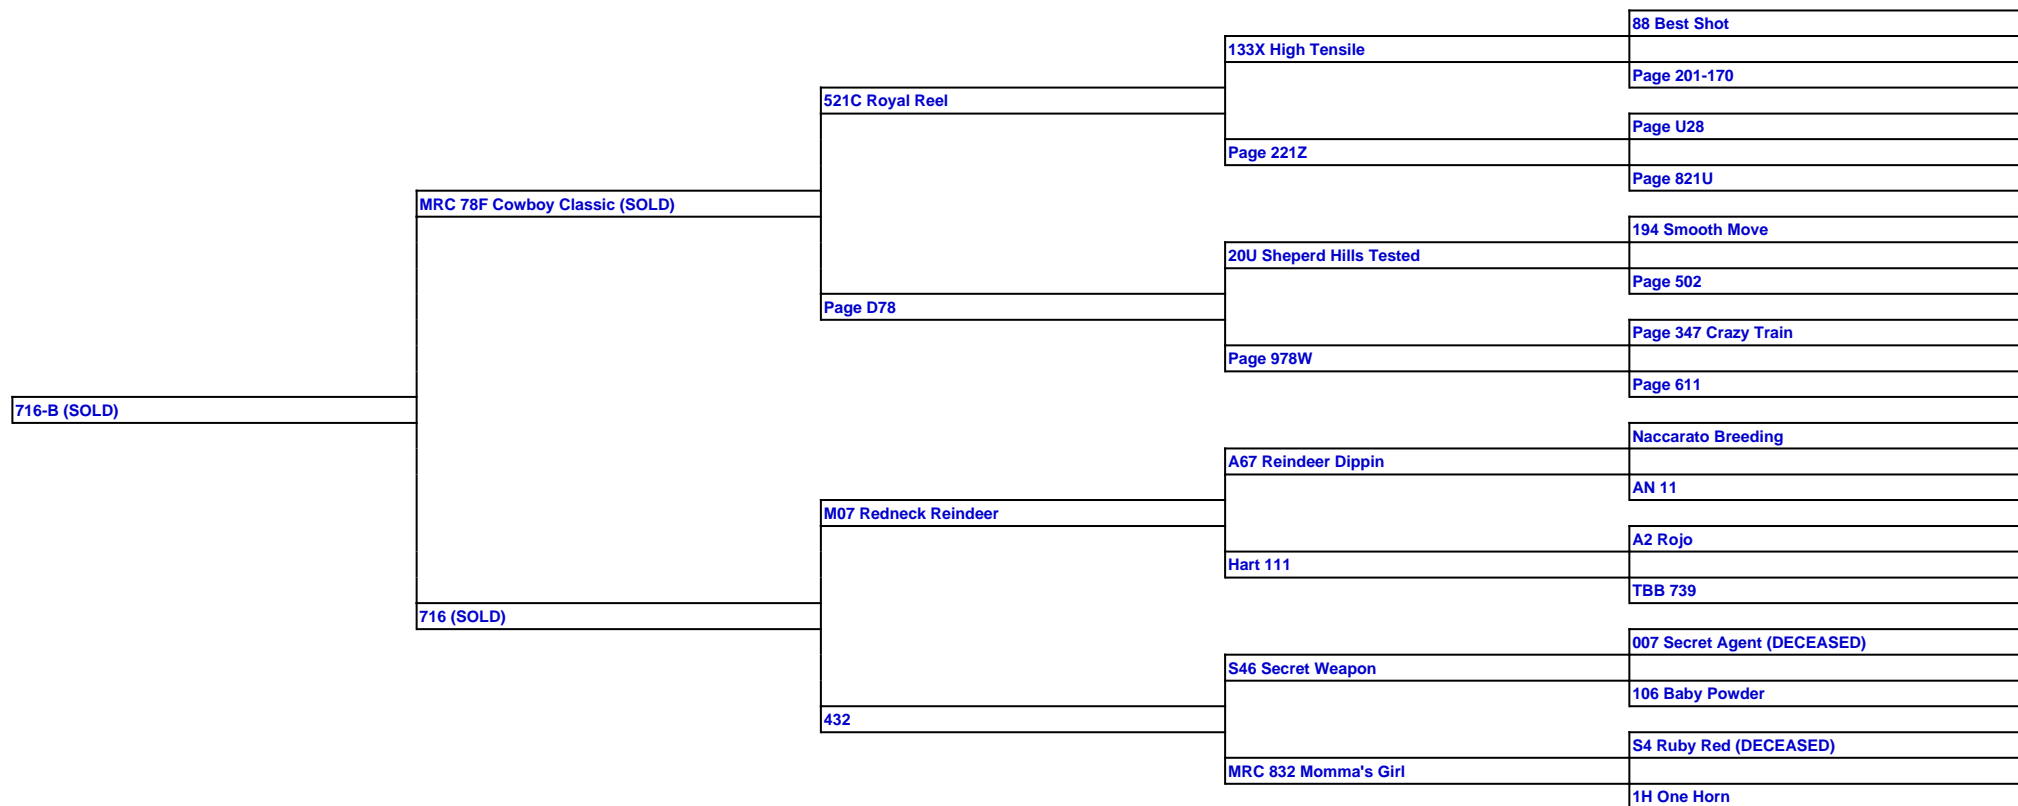 88 Best Shot
133X High Tensile
Page 201-170
521C Royal Reel
Page U28
Page 221Z
Page 821U
MRC 78F Cowboy Classic (SOLD)
194 Smooth Move
20U Sheperd Hills Tested
Page 502
Page D78
Page 347 Crazy Train
Page 978W
Page 611
716-B (SOLD)
Naccarato Breeding
A67 Reindeer Dippin
AN 11
M07 Redneck Reindeer
A2 Rojo
Hart 111
TBB 739
716 (SOLD)
007 Secret Agent (DECEASED)
S46 Secret Weapon
106 Baby Powder
432
S4 Ruby Red (DECEASED)
MRC 832 Momma's Girl
1H One Horn